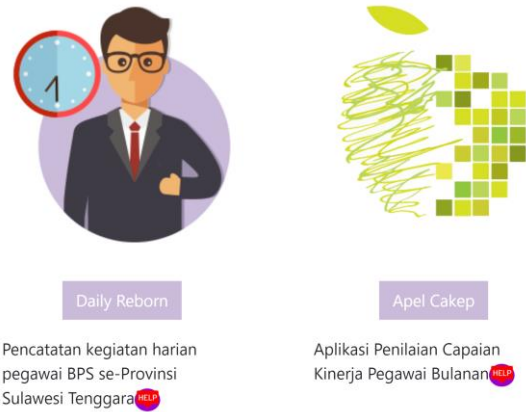 Daily Reborn
Pencatatan kegiatan harian
pegawai BPS se-Provinsi
Sulawesi Tenggara HELP
Apel Cakep
Aplikasi Penilaian Capaian
Kinerja Pegawai Bulanan HELP